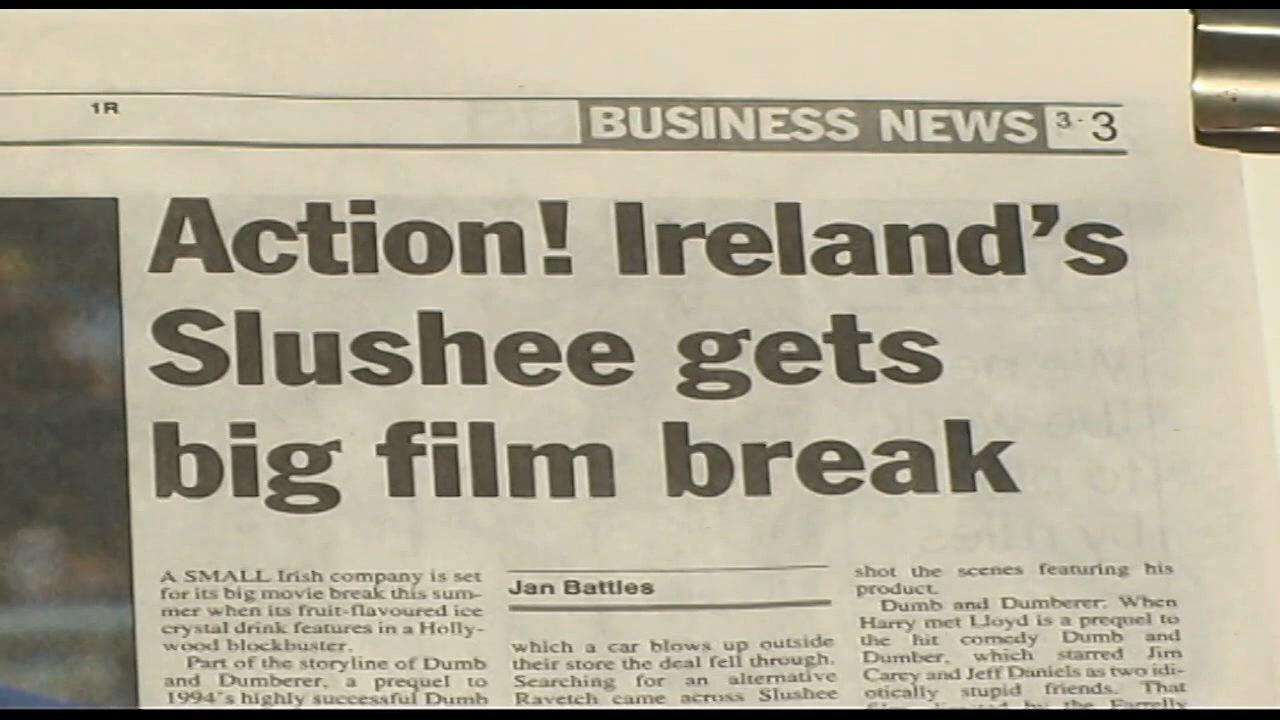 1R
BUSINESS NEWS 3-3
Action! Ireland's
Slushee gets
big film break
A SMALL Irish company is set
for its big movie break this sum-
mer when its fruit-flavoured ice
crystal drink features in a Holly-
wood blockbuster.
Part of the storyline of Dumb
and Dumberer, a prequel to
1994's highly successful Dumb
Jan Battles
which a car blows up outside
their store the deal fell through.
Searching for an alternative
Ravetch came across Slushee
shot the scenes featuring his
product.
Dumb and Dumberer: When
Harry met Lloyd is a prequel to
the hit comedy Dumb and
Dumber, which starred Jim
Carey and Jeff Daniels as two idi-
otically stupid friends. That
by the Farrelly